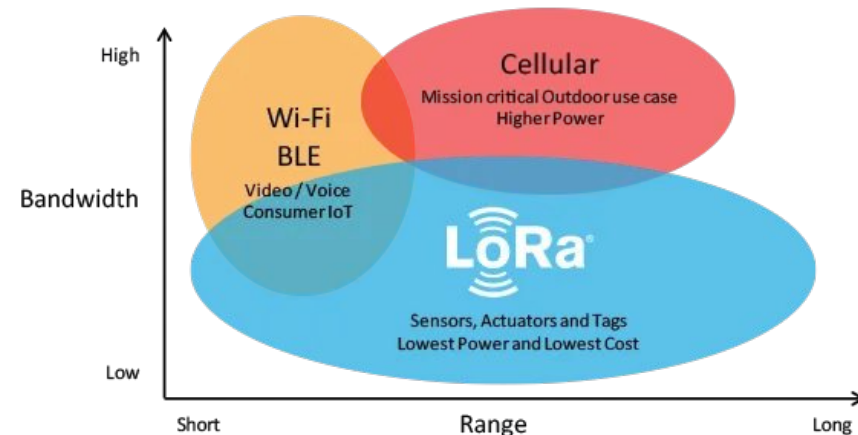 High
Cellular
Mission critical Outdoor use case
Higher Power
Wi-Fi
BLE
Video / Voice
Consumer IoT
Bandwidth
LoRa®
Sensors, Actuators and Tags
Lowest Power and Lowest Cost
Low
Short
Range
Long